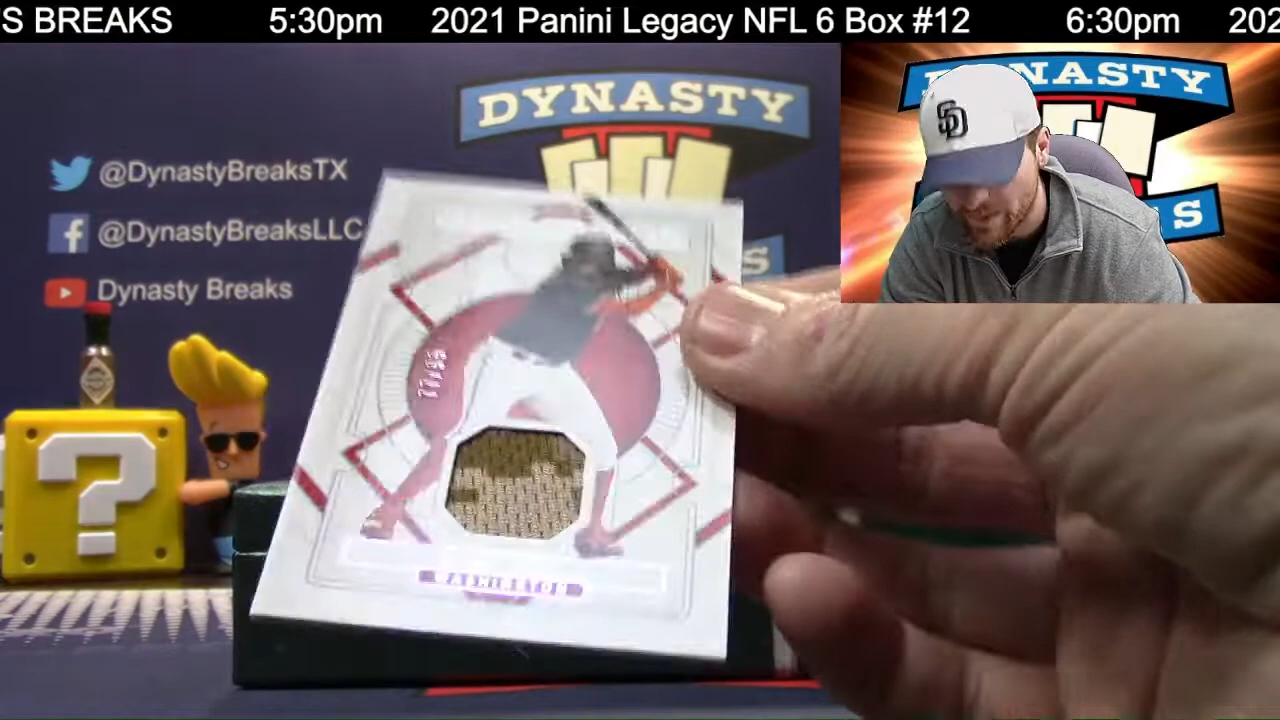 'S BREAKS 5:30pm 2021 Panini Legacy NFL 6 Box #12 6:30pm 202
DYNASTY
DYNASTY
SD
S
@DynastyBreaksTX
@DynastyBreaksLLC
S
Dynasty Breaks
?